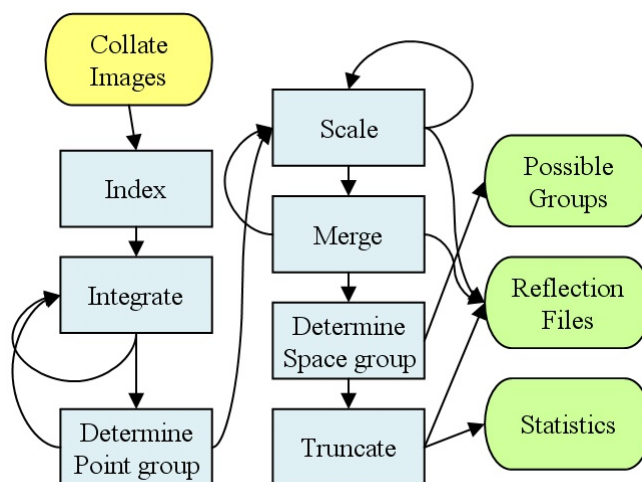 Collate
Images
Index
Integrate
Determine
Point group
Scale
Merge
Determine
Space group
Truncate
Possible
Groups
Reflection
Files
Statistics